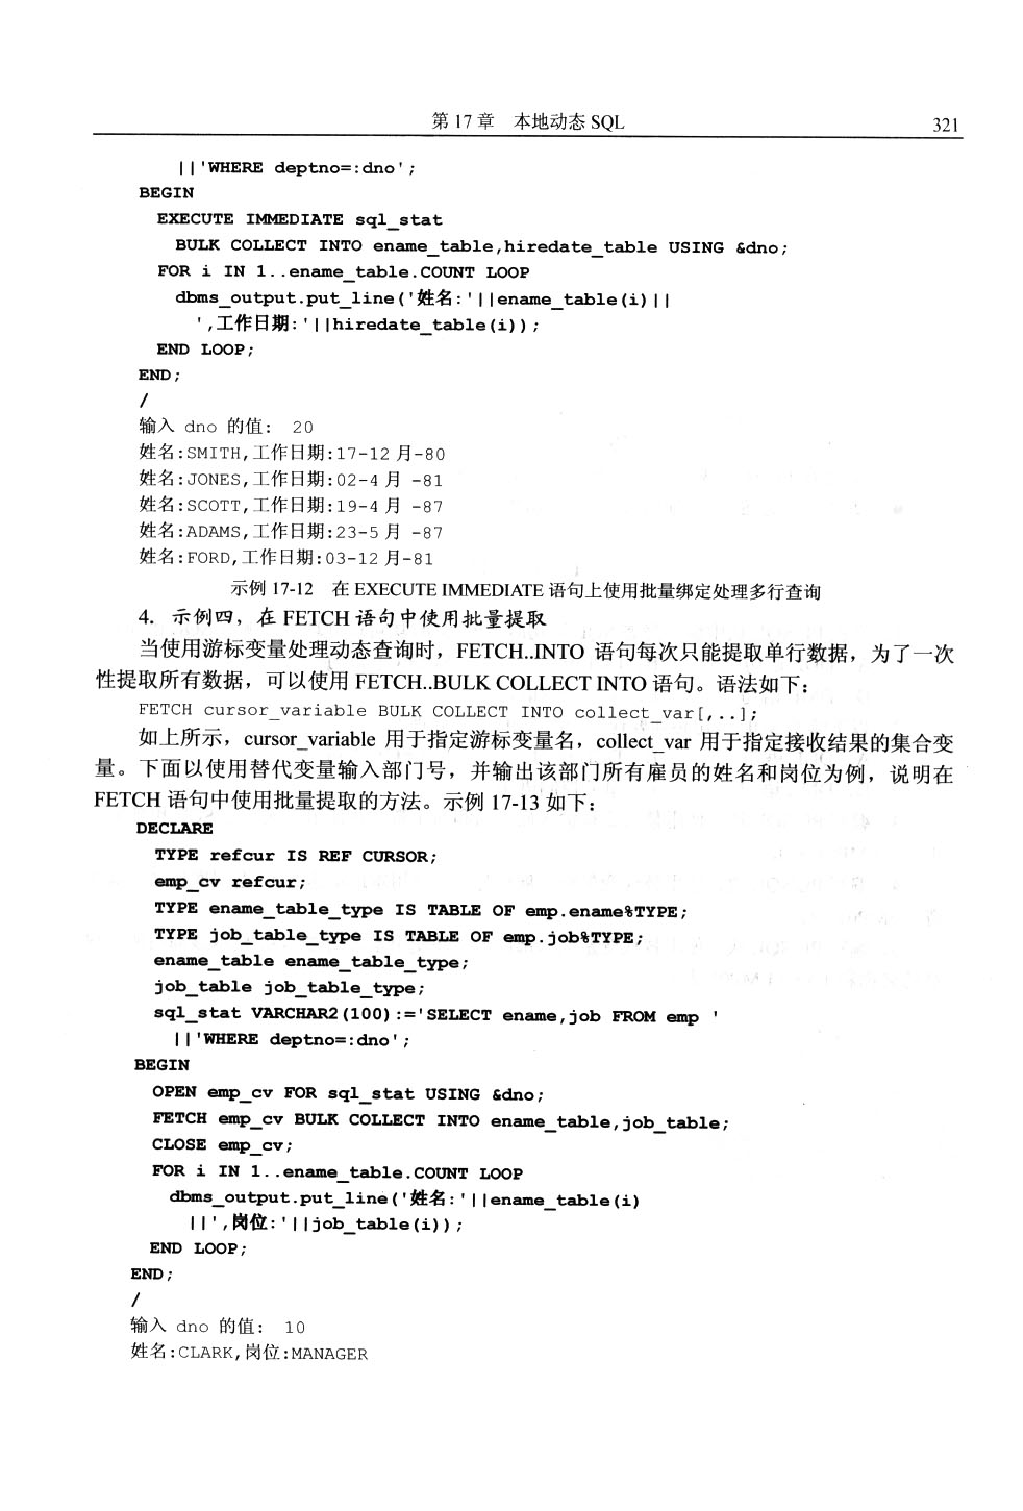 第 17 章　本地动态 SQL　321
||'WHERE deptno=:dno';
BEGIN
EXECUTE IMMEDIATE sql_stat
BULK COLLECT INTO ename_table,hiredate_table USING &dno;
FOR i IN 1..ename_table.COUNT LOOP
dbms_output.put_line('姓名:'||ename_table(i)||
',工作日期:'||hiredate_table(i));
END LOOP;
END;
/
输入 dno 的值： 20
姓名:SMITH,工作日期:17-12 月-80
姓名:JONES,工作日期:02-4 月 -81
姓名:SCOTT,工作日期:19-4 月 -87
姓名:ADAMS,工作日期:23-5 月 -87
姓名:FORD,工作日期:03-12 月-81
示例 17-12　在 EXECUTE IMMEDIATE 语句上使用批量绑定处理多行查询
4．示例四，在 FETCH 语句中使用批量提取
当使用游标变量处理动态查询时，FETCH..INTO 语句每次只能提取单行数据，为了一次
性提取所有数据，可以使用 FETCH..BULK COLLECT INTO 语句。语法如下：
FETCH cursor_variable BULK COLLECT INTO collect_var[,..];
如上所示，cursor_variable 用于指定游标变量名，collect_var 用于指定接收结果的集合变
量。下面以使用替代变量输入部门号，并输出该部门所有雇员的姓名和岗位为例，说明在
FETCH 语句中使用批量提取的方法。示例 17-13 如下：
DECLARE
TYPE refcur IS REF CURSOR;
emp_cv refcur;
TYPE ename_table_type IS TABLE OF emp.ename%TYPE;
TYPE job_table_type IS TABLE OF emp.job%TYPE;
ename_table ename_table_type;
job_table job_table_type;
sql_stat VARCHAR2(100):='SELECT ename,job FROM emp '
||'WHERE deptno=:dno';
BEGIN
OPEN emp_cv FOR sql_stat USING &dno;
FETCH emp_cv BULK COLLECT INTO ename_table,job_table;
CLOSE emp_cv;
FOR i IN 1..ename_table.COUNT LOOP
dbms_output.put_line('姓名:'||ename_table(i)
||',岗位:'||job_table(i));
END LOOP;
END;
/
输入 dno 的值： 10
姓名:CLARK,岗位:MANAGER